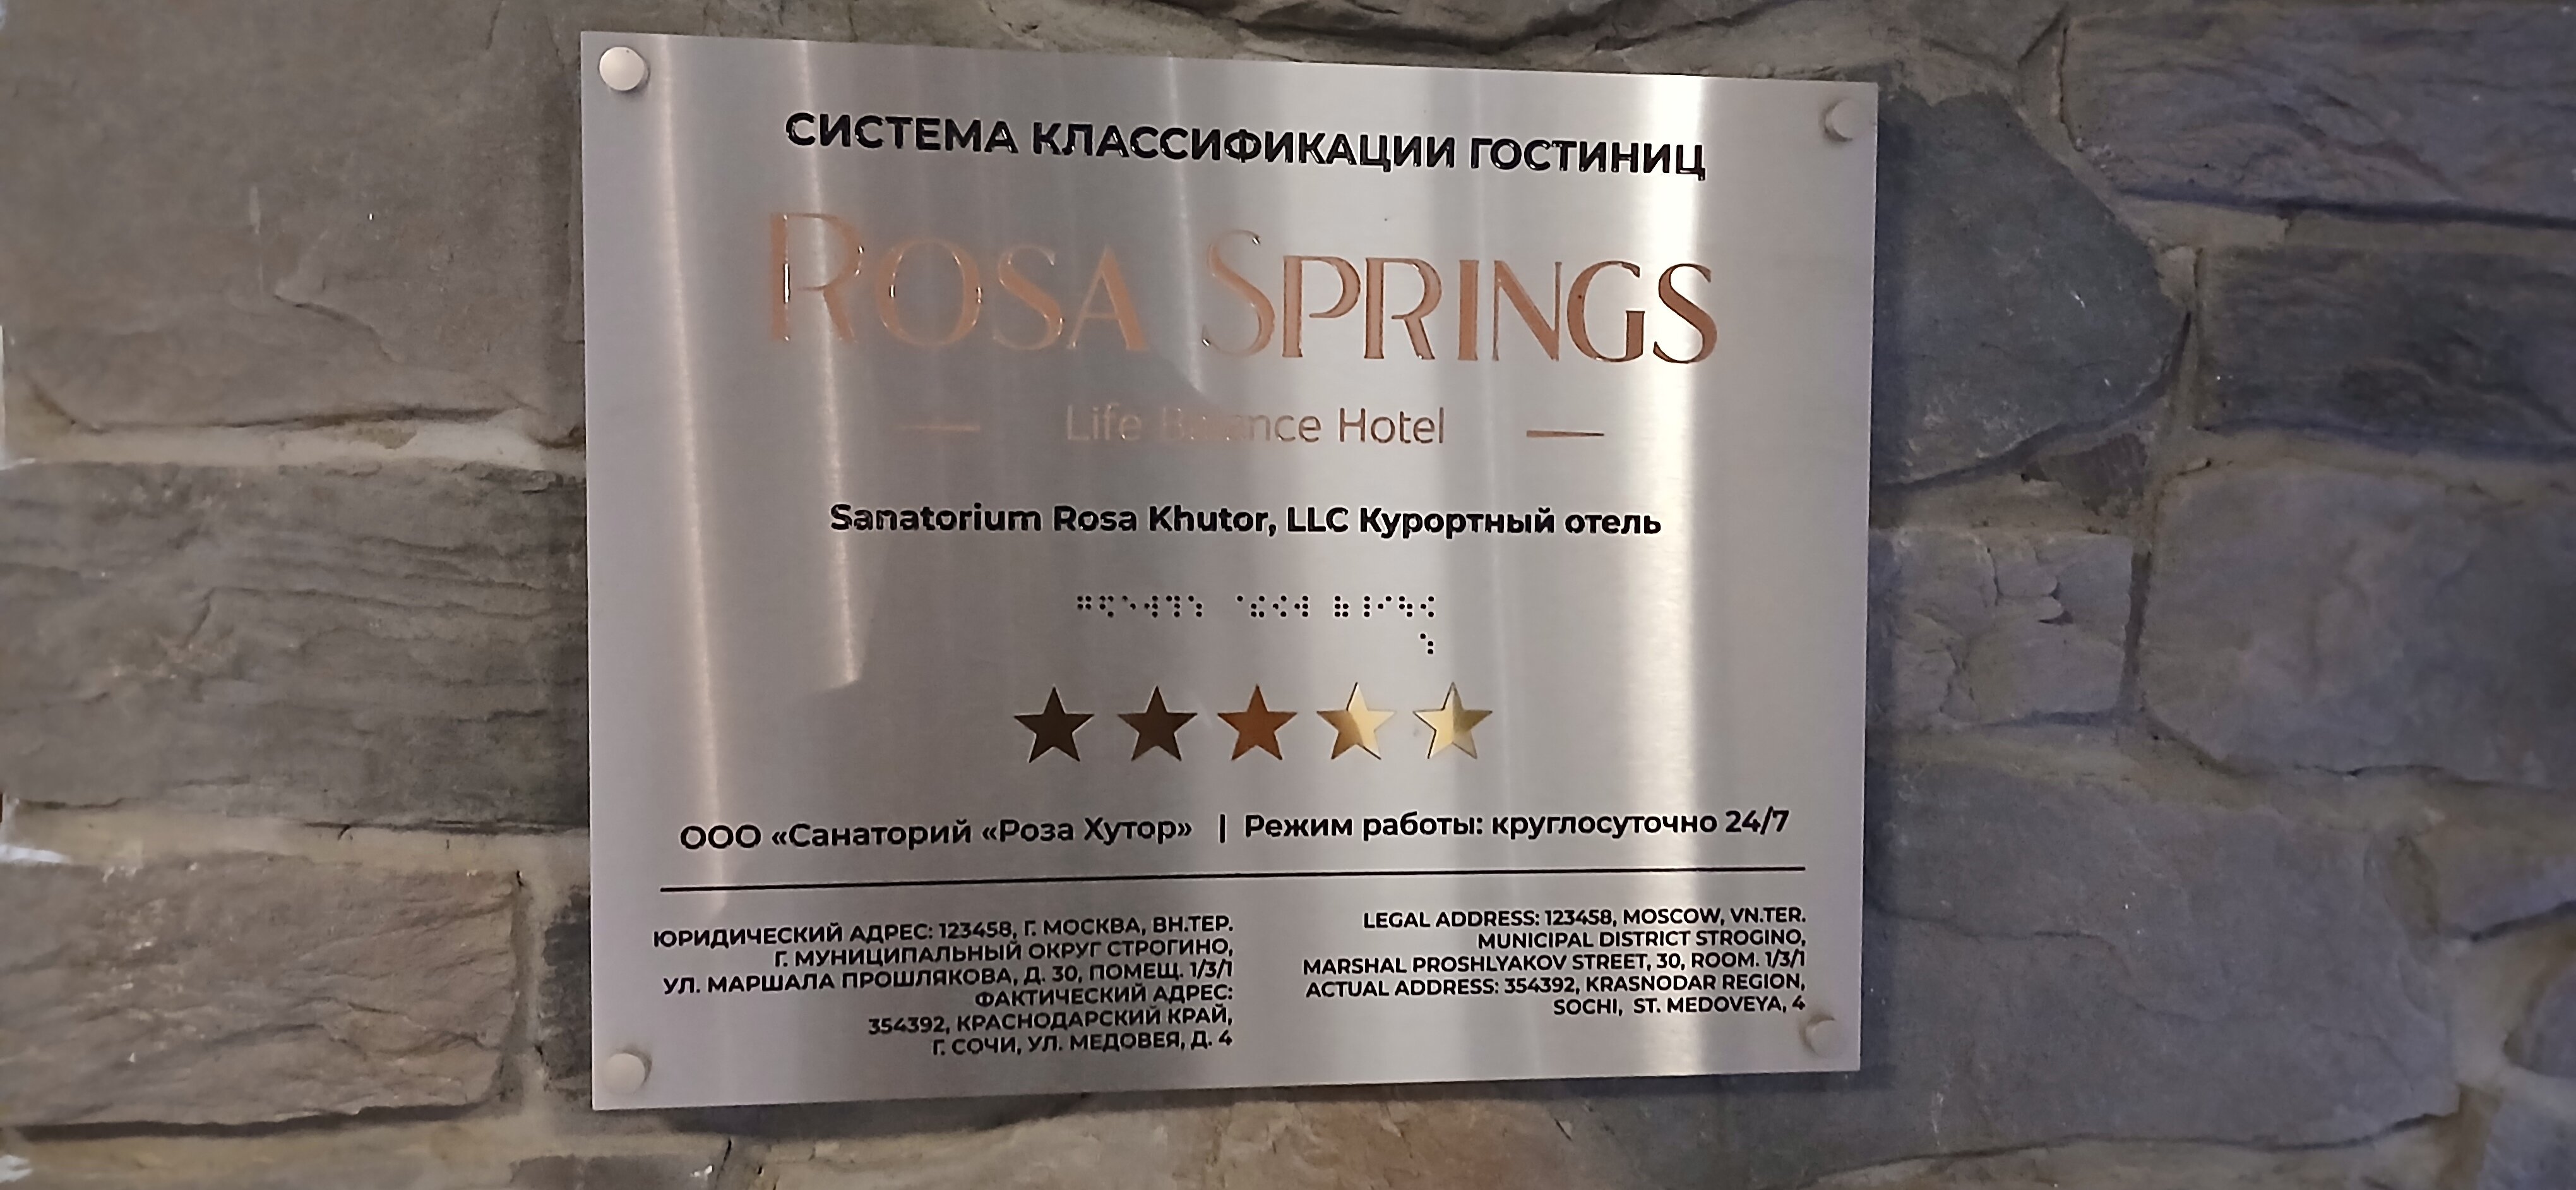 СИСТЕМА КЛАССИФИКАЦИИ ГОСТИНИЦ
ROSA SPRINGS
Life Balance Hotel
Sanatorium Rosa Khutor, LLC Курортный отель
ООО «Санаторий «Роза Хутор» | Режим работы: круглосуточно 24/7
ЮРИДИЧЕСКИЙ АДРЕС: 123458, Г. МОСКВА, ВН.ТЕР.
Г. МУНИЦИПАЛЬНЫЙ ОКРУГ СТРОГИНО,
УЛ. МАРШАЛА ПРОШЛЯКОВА, Д. 30, ПОМЕЩ. 1/3/1
ФАКТИЧЕСКИЙ АДРЕС:
354392, КРАСНОДАРСКИЙ КРАЙ,
Г. СОЧИ, УЛ. МЕДОВЕЯ, Д. 4
LEGAL ADDRESS: 123458, MOSCOW, VN.TER.
MUNICIPAL DISTRICT STROGINO,
MARSHAL PROSHLYAKOV STREET, 30, ROOM. 1/3/1
ACTUAL ADDRESS: 354392, KRASNODAR REGION,
SOCHI, ST. MEDOVEYA, 4